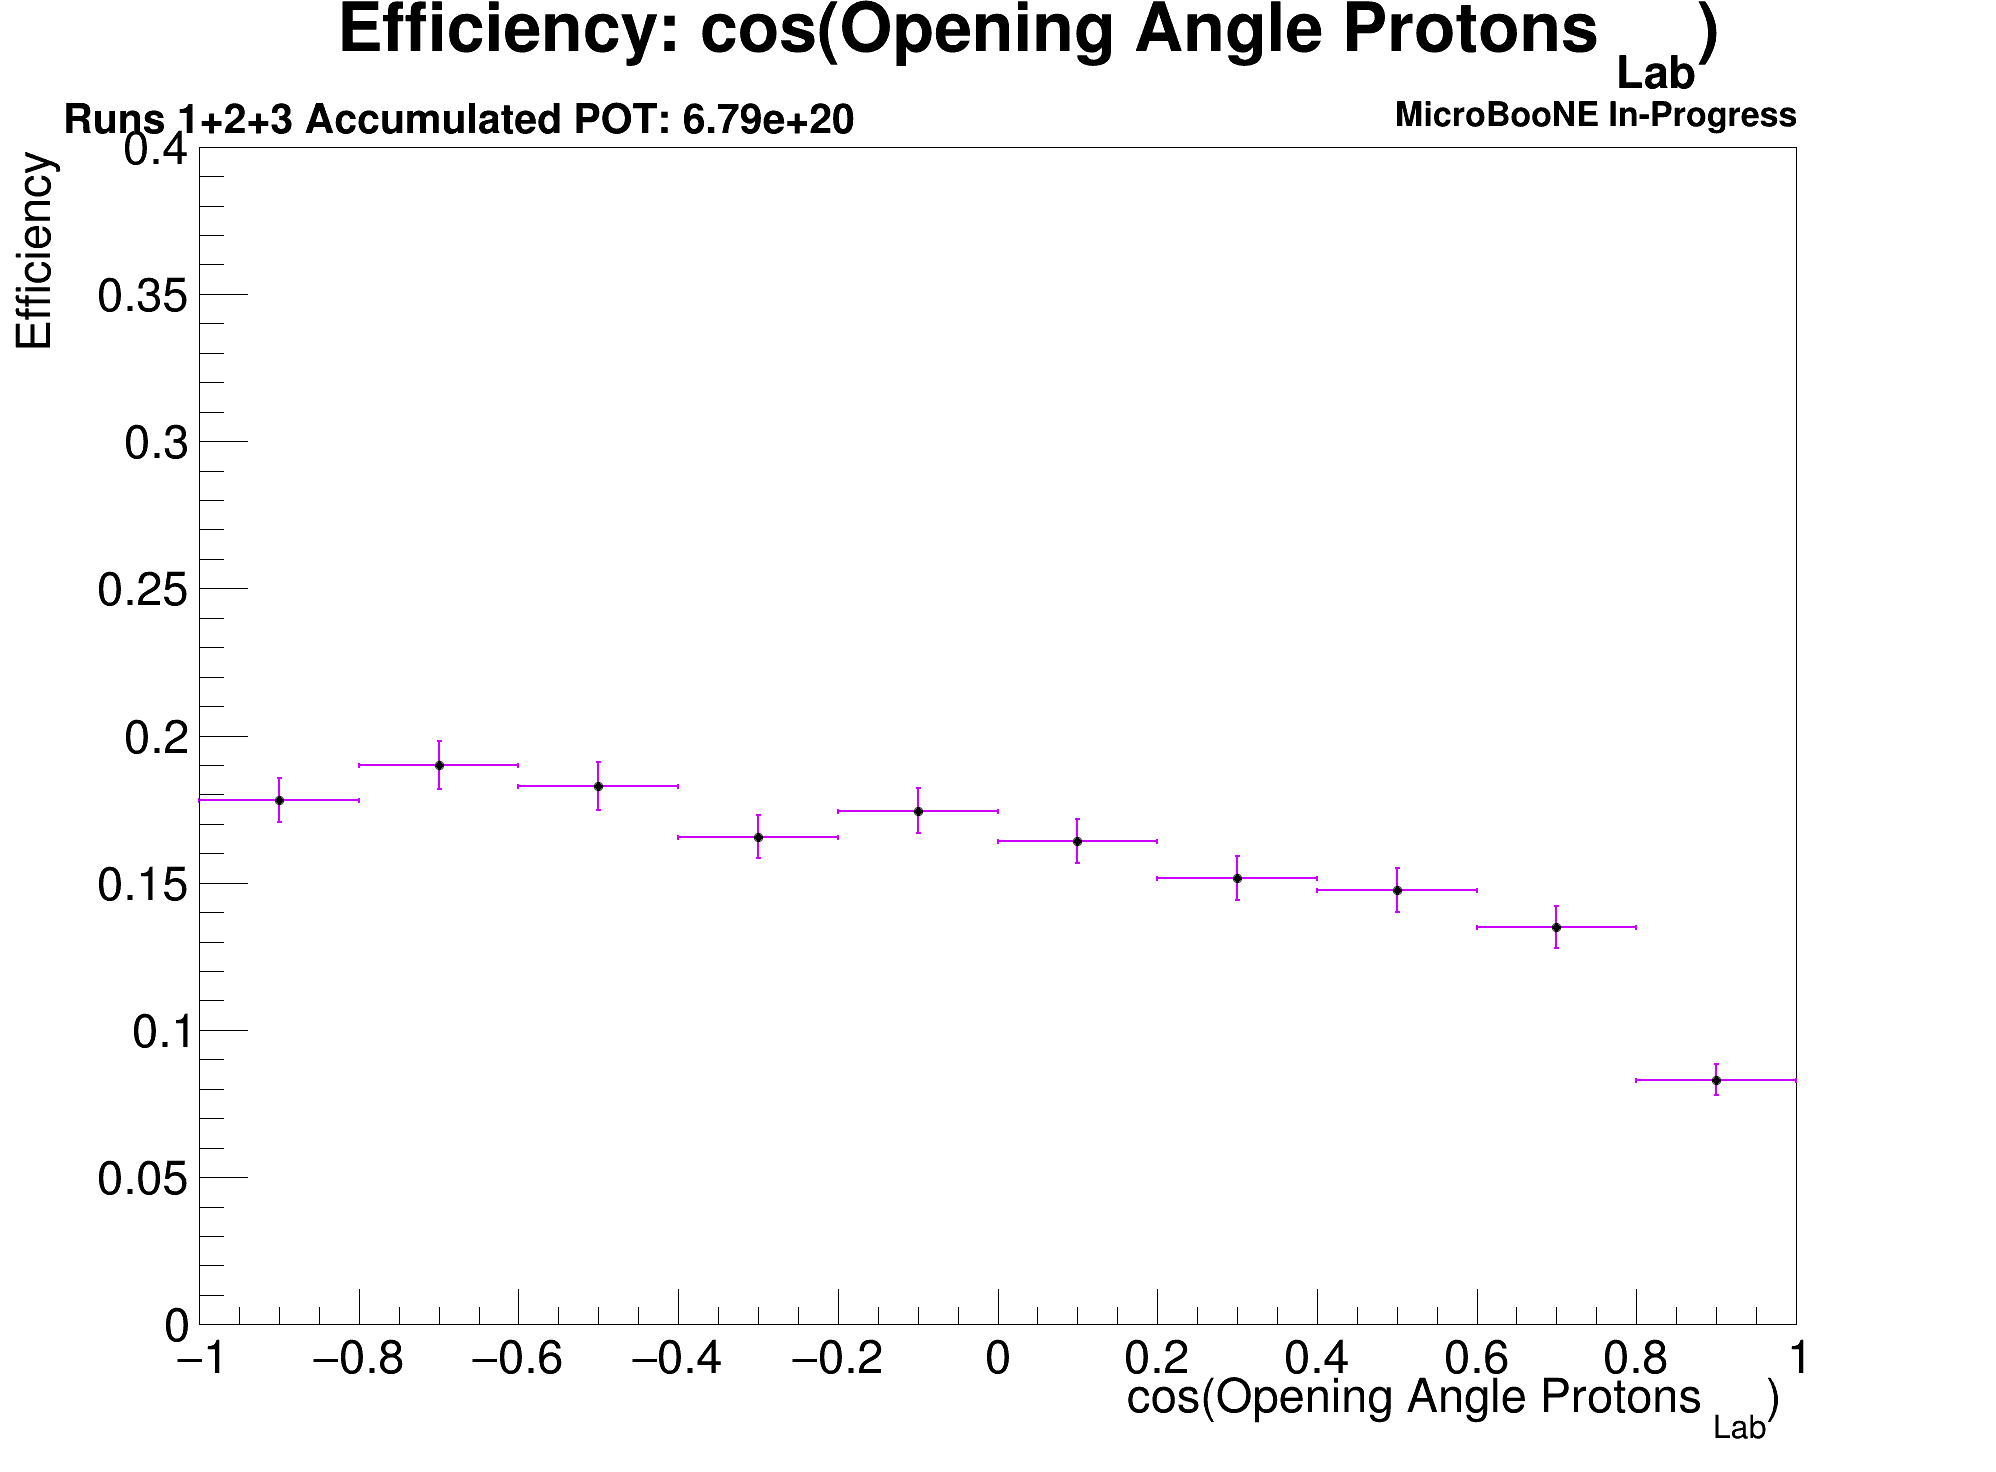 Efficiency: cos(Opening Angle Protons Lab)
Runs 1+2+3 Accumulated POT: 6.79e+20
MicroBooNE In-Progress
Efficiency
0.4
0.35
0.3
0.25
0.2
0.15
0.1
0.05
0
−1 −0.8 −0.6 −0.4 −0.2 0 0.2 0.4 0.6 0.8 1
cos(Opening Angle Protons Lab)